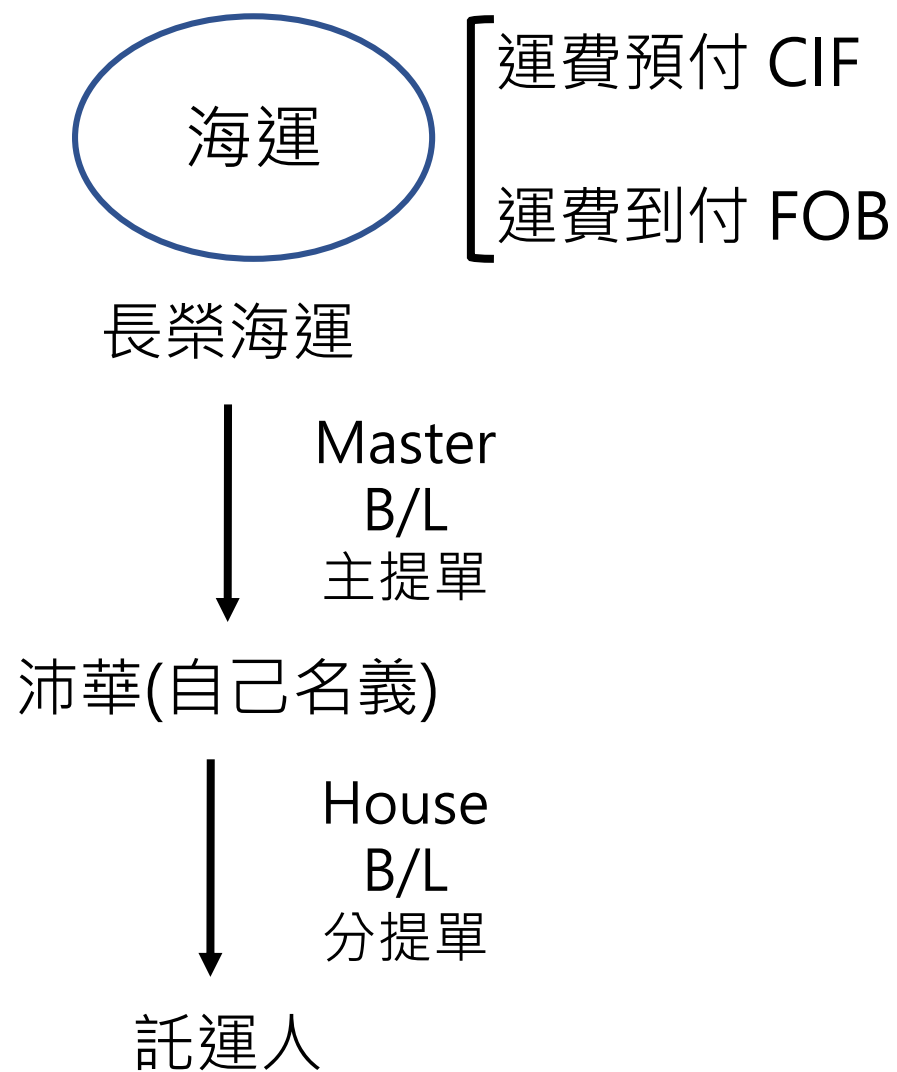 海運
運費預付 CIF
運費到付 FOB
長榮海運
Master
B/L
主提單
沛華(自己名義)
House
B/L
分提單
託運人